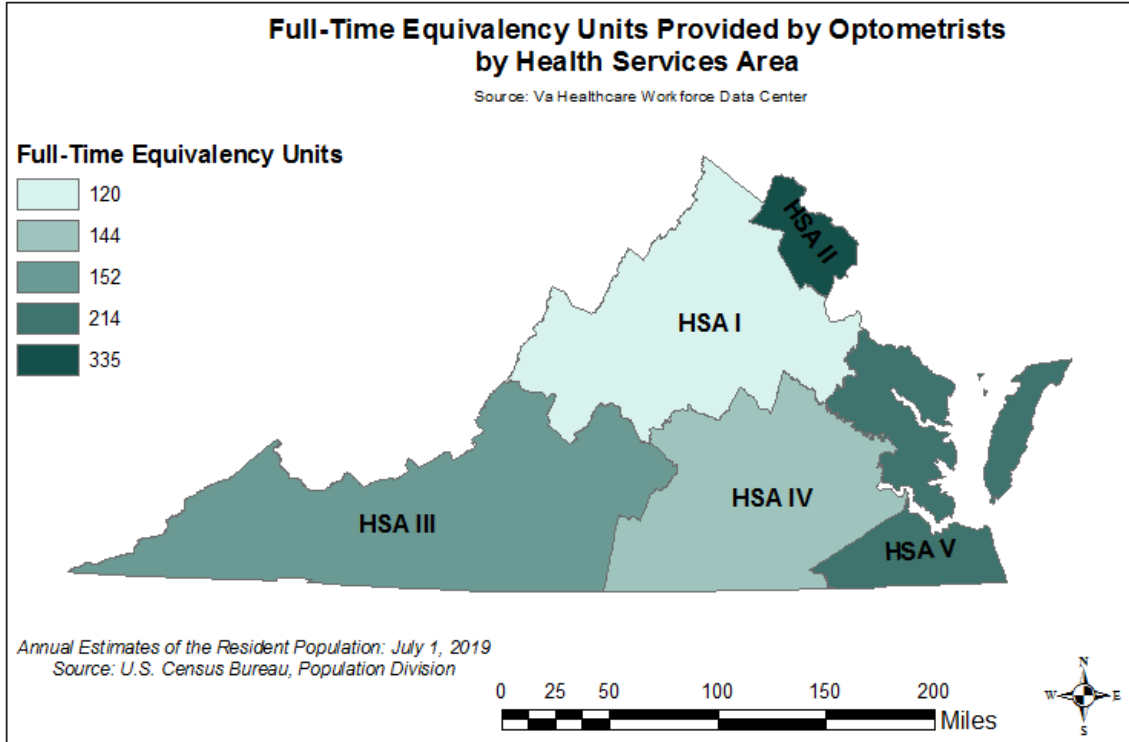 Full-Time Equivalency Units Provided by Optometrists
by Health Services Area
Source: Va Healthcare Workforce Data Center
Full-Time Equivalency Units
120
144
152
214
335
HSA II
HSA I
HSA IV
HSA III
HSA V
Annual Estimates of the Resident Population: July 1, 2019
Source: U.S. Census Bureau, Population Division
0 25 50 100 150 200
Miles
N
W E
S